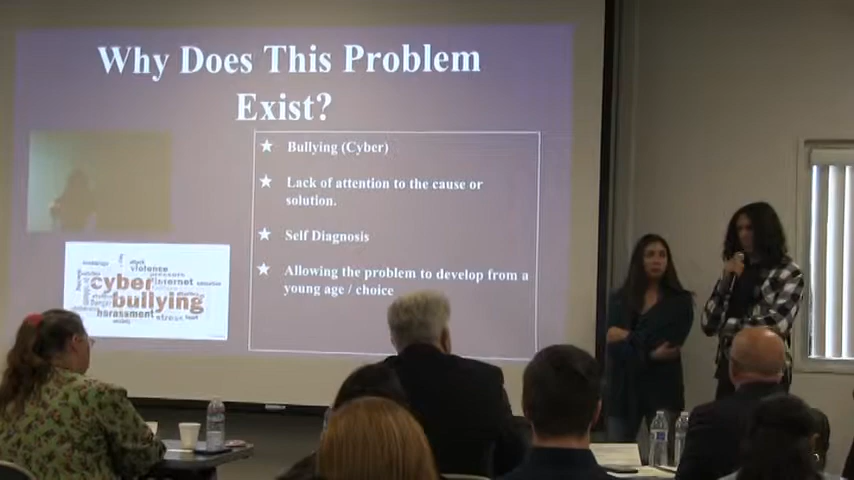 Why Does This Problem
Exist?
★ Bullying (Cyber)
★ Lack of attention to the cause or
solution.
★ Self Diagnosis
★ Allowing the problem to develop from a
young age / choice
violence
internet
cyber
bullying
harassment
stress